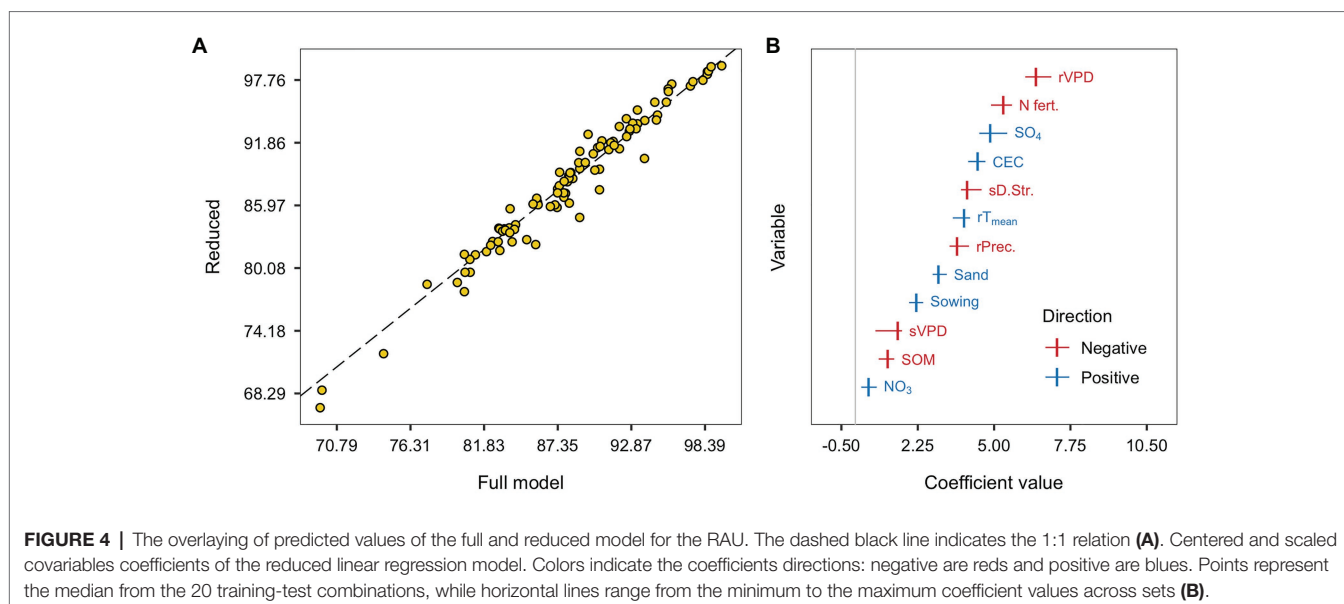 A
B
97.76
91.86
85.97
80.08
74.18
68.29
Reduced
70.79 76.31 81.83 87.35 92.87 98.39
Full model
Variable
rVPD
N fert.
SO₄
CEC
sD.Str.
rTmean
rPrec.
Sand
Sowing
sVPD
SOM
NO₃
Direction
Negative
Positive
-0.50 2.25 5.00 7.75 10.50
Coefficient value
FIGURE 4 | The overlaying of predicted values of the full and reduced model for the RAU. The dashed black line indicates the 1:1 relation (A). Centered and scaled
covariables coefficients of the reduced linear regression model. Colors indicate the coefficients directions: negative are reds and positive are blues. Points represent
the median from the 20 training-test combinations, while horizontal lines range from the minimum to the maximum coefficient values across sets (B).